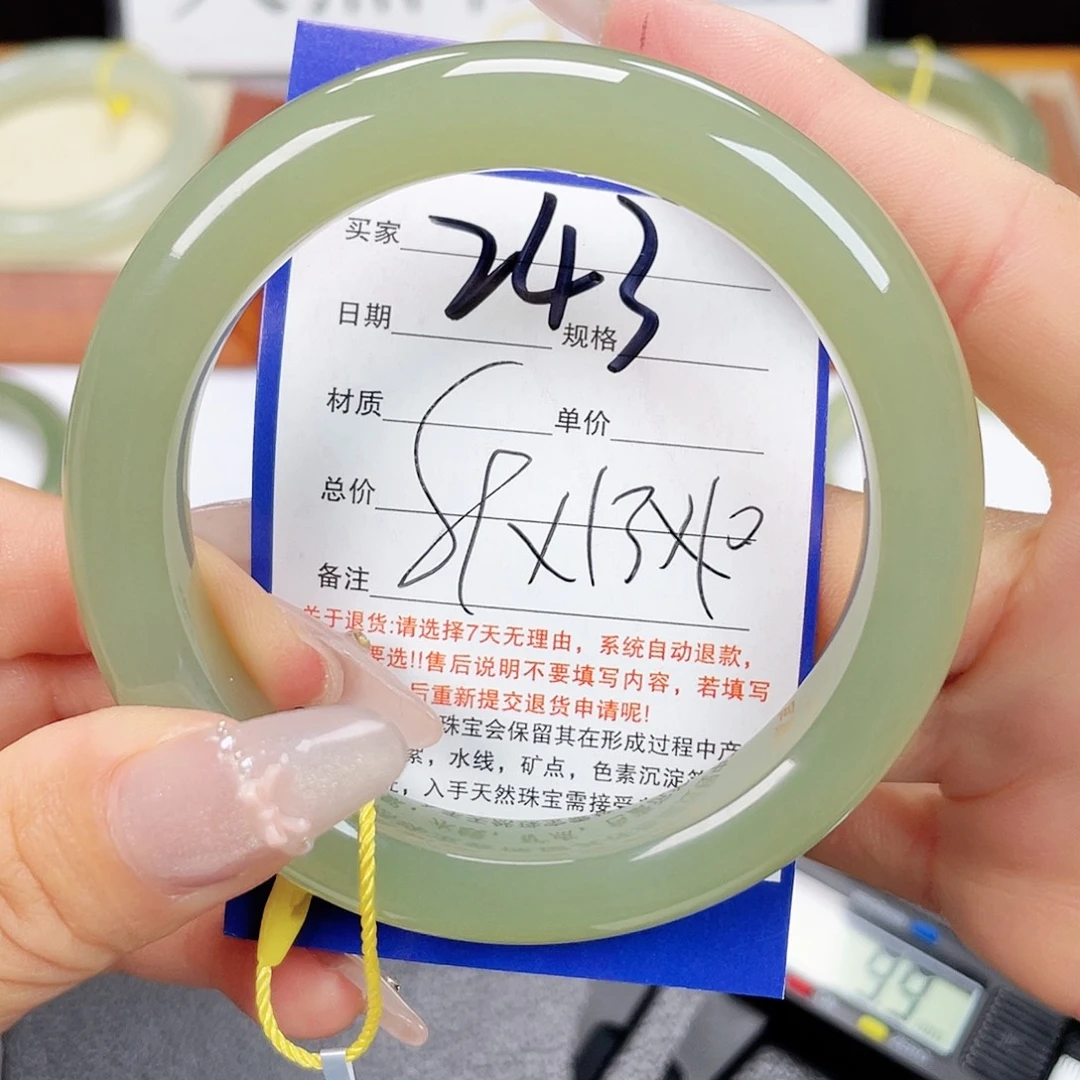 买家 243
日期 规格
材质 单价
总价
备注
关于退货:请选择7天无理由，系统自动退款，
要选!!售后说明不要填写内容，若填写
后重新提交退货申请呢!
珠宝会保留其在形成过程中产
絮，水线，矿点，色素沉淀
，入手天然珠宝需接受
99